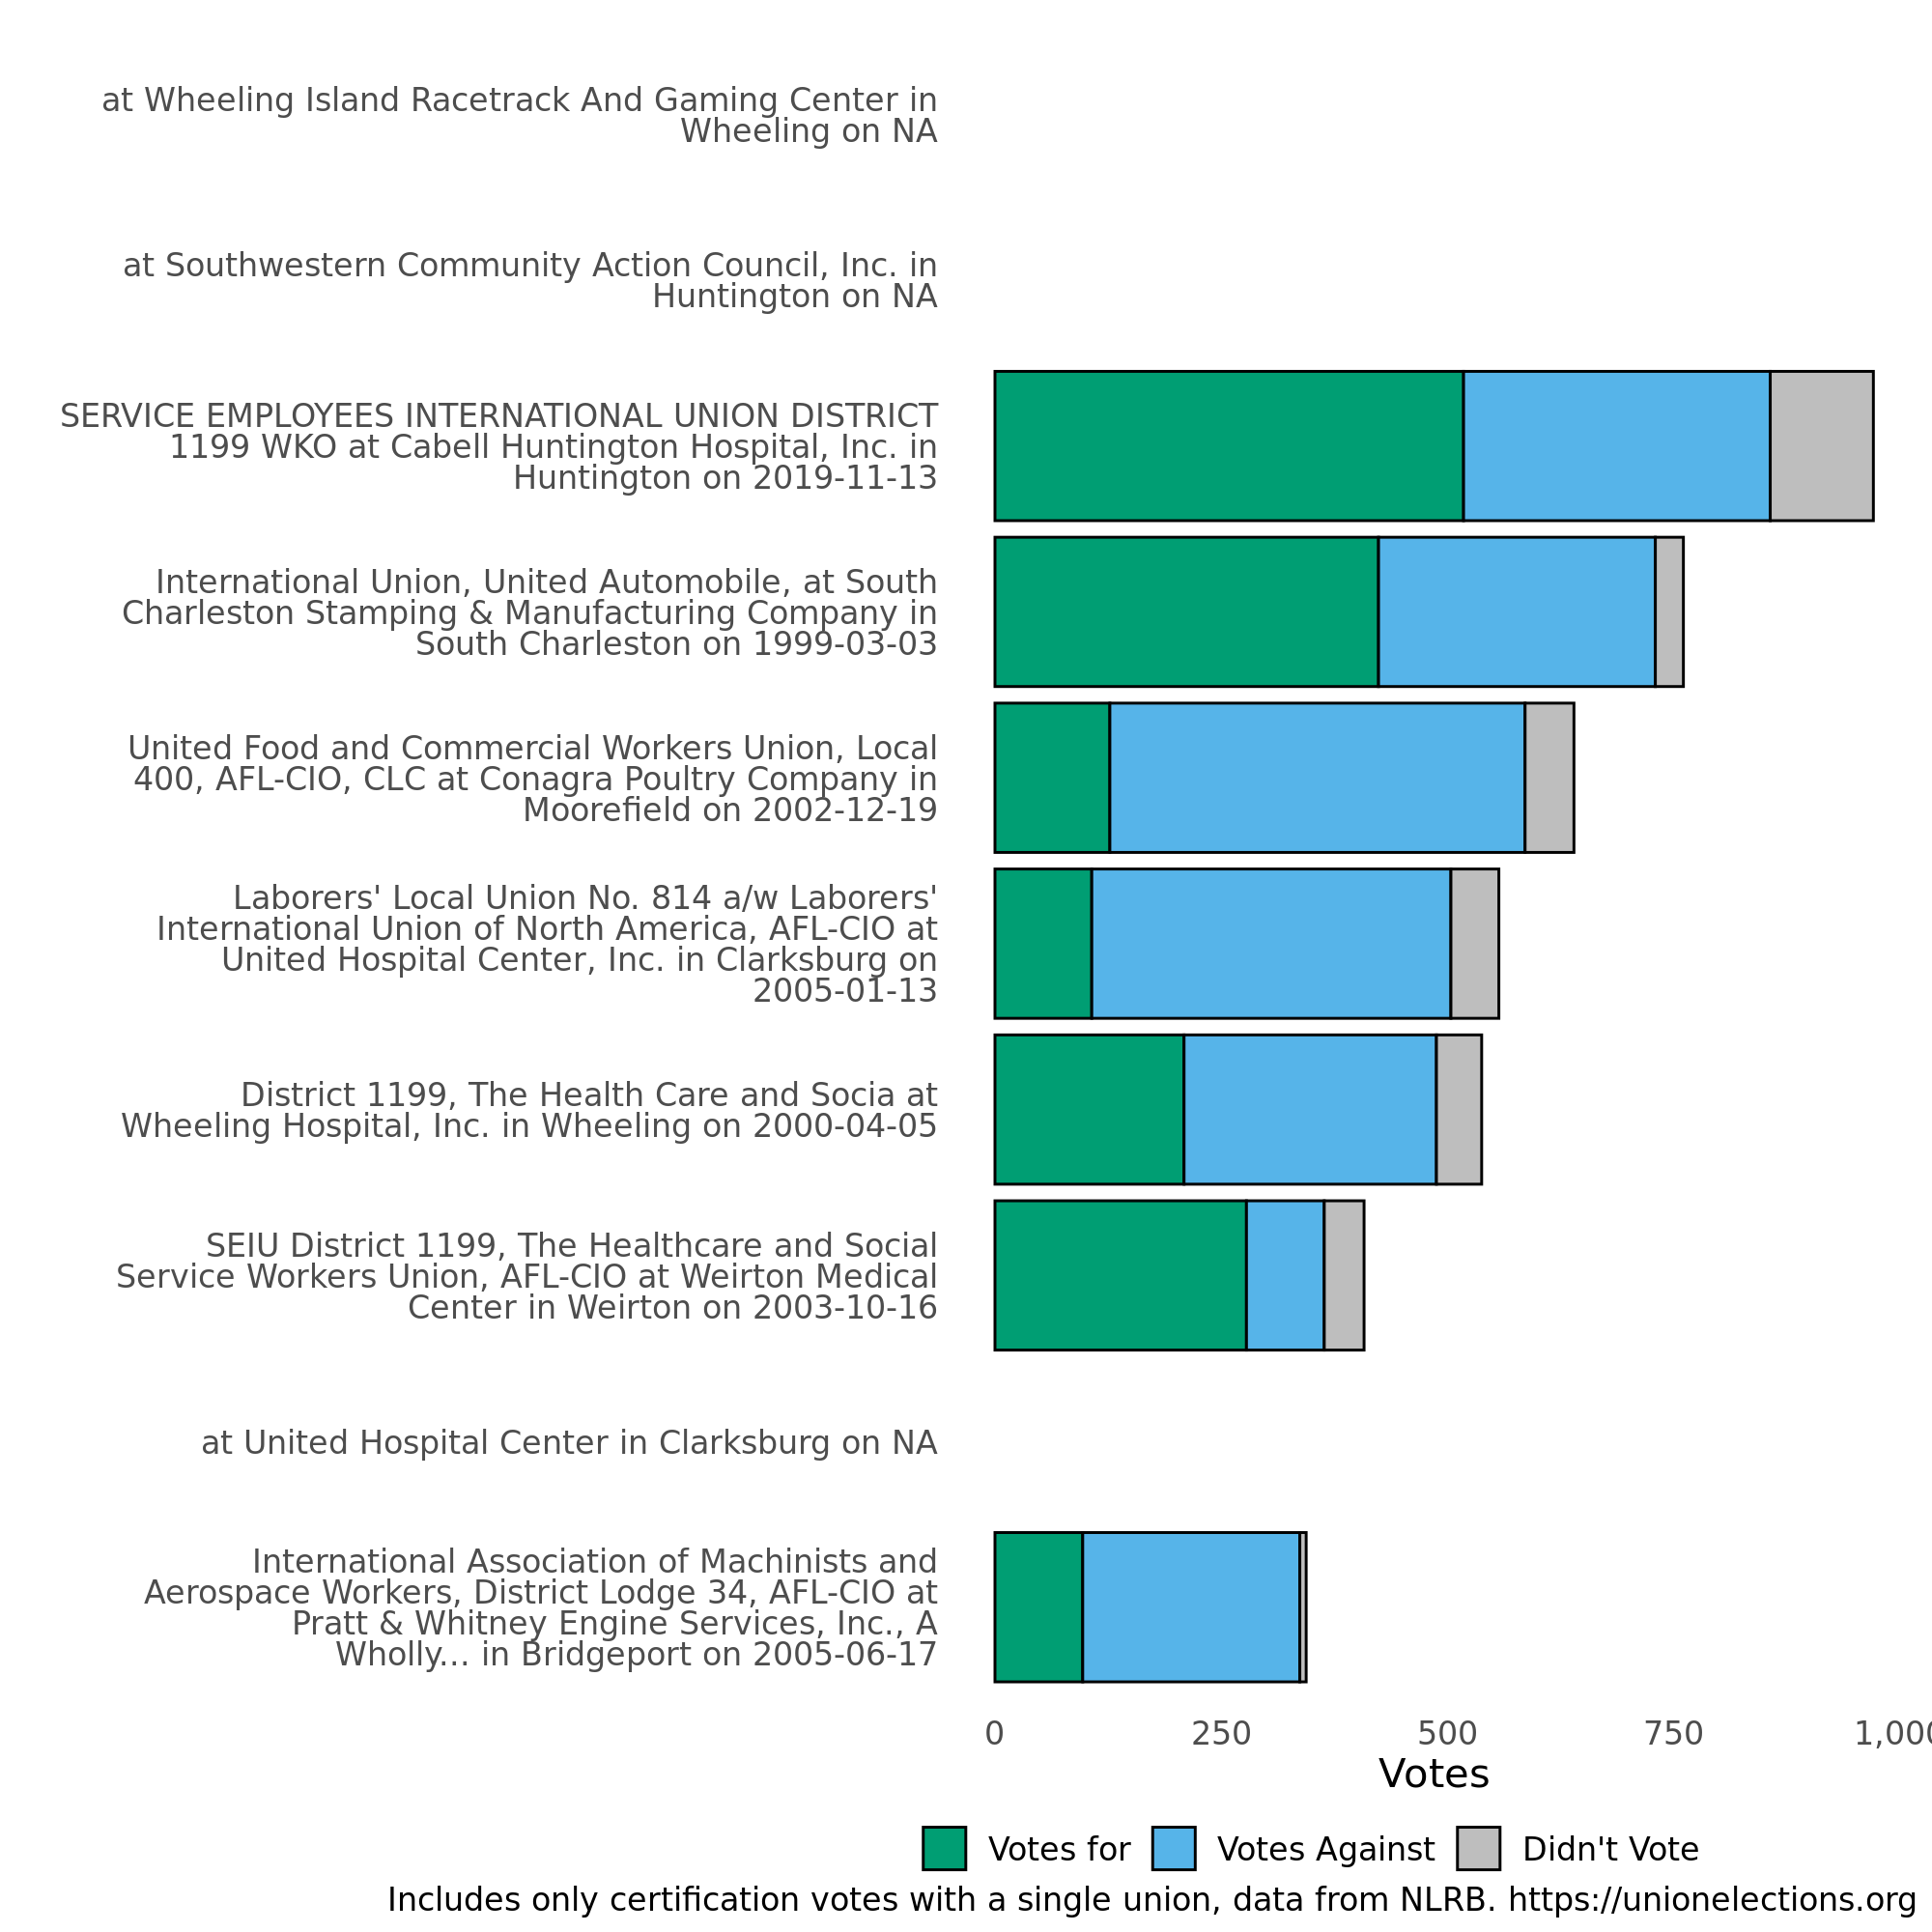 at Wheeling Island Racetrack And Gaming Center in
Wheeling on NA
at Southwestern Community Action Council, Inc. in
Huntington on NA
SERVICE EMPLOYEES INTERNATIONAL UNION DISTRICT
1199 WKO at Cabell Huntington Hospital, Inc. in
Huntington on 2019-11-13
International Union, United Automobile, at South
Charleston Stamping & Manufacturing Company in
South Charleston on 1999-03-03
United Food and Commercial Workers Union, Local
400, AFL-CIO, CLC at Conagra Poultry Company in
Moorefield on 2002-12-19
Laborers' Local Union No. 814 a/w Laborers'
International Union of North America, AFL-CIO at
United Hospital Center, Inc. in Clarksburg on
2005-01-13
District 1199, The Health Care and Socia at
Wheeling Hospital, Inc. in Wheeling on 2000-04-05
SEIU District 1199, The Healthcare and Social
Service Workers Union, AFL-CIO at Weirton Medical
Center in Weirton on 2003-10-16
at United Hospital Center in Clarksburg on NA
International Association of Machinists and
Aerospace Workers, District Lodge 34, AFL-CIO at
Pratt & Whitney Engine Services, Inc., A
Wholly... in Bridgeport on 2005-06-17
0 250 500 750 1,000
Votes
Votes for Votes Against Didn't Vote
Includes only certification votes with a single union, data from NLRB. https://unionelections.org